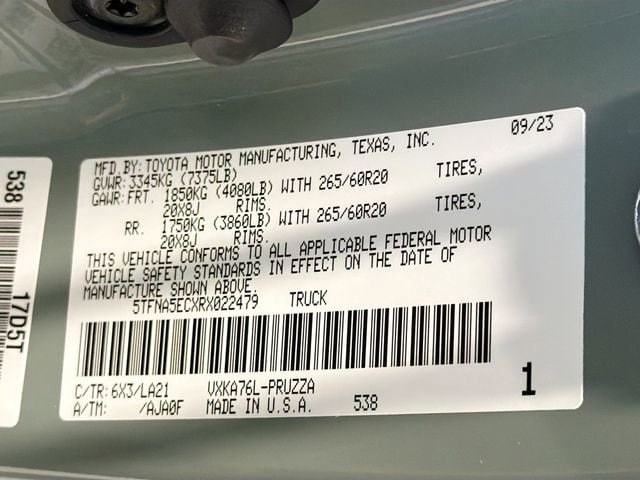 09/23
MFD.BY: TOYOTA MOTOR MANUFACTURING, TEXAS, INC.
GVWR: 3345KG (7375LB)
GAWR: FRT. 1850KG (4080LB) WITH 265/60R20 TIRES,
20X8J RIMS.
RR. 1750KG (3860LB) WITH 265/60R20 TIRES,
20X8J RIMS.
THIS VEHICLE CONFORMS TO ALL APPLICABLE FEDERAL MOTOR
VEHICLE SAFETY STANDARDS IN EFFECT ON THE DATE OF
MANUFACTURE SHOWN ABOVE.
5TFNA5ECXRX022479 TRUCK
C/TR: 6X3/LA21 VXKA76L-PRUZZA
A/TM: /AJA0F MADE IN U.S.A. 538
1
538 17D5T